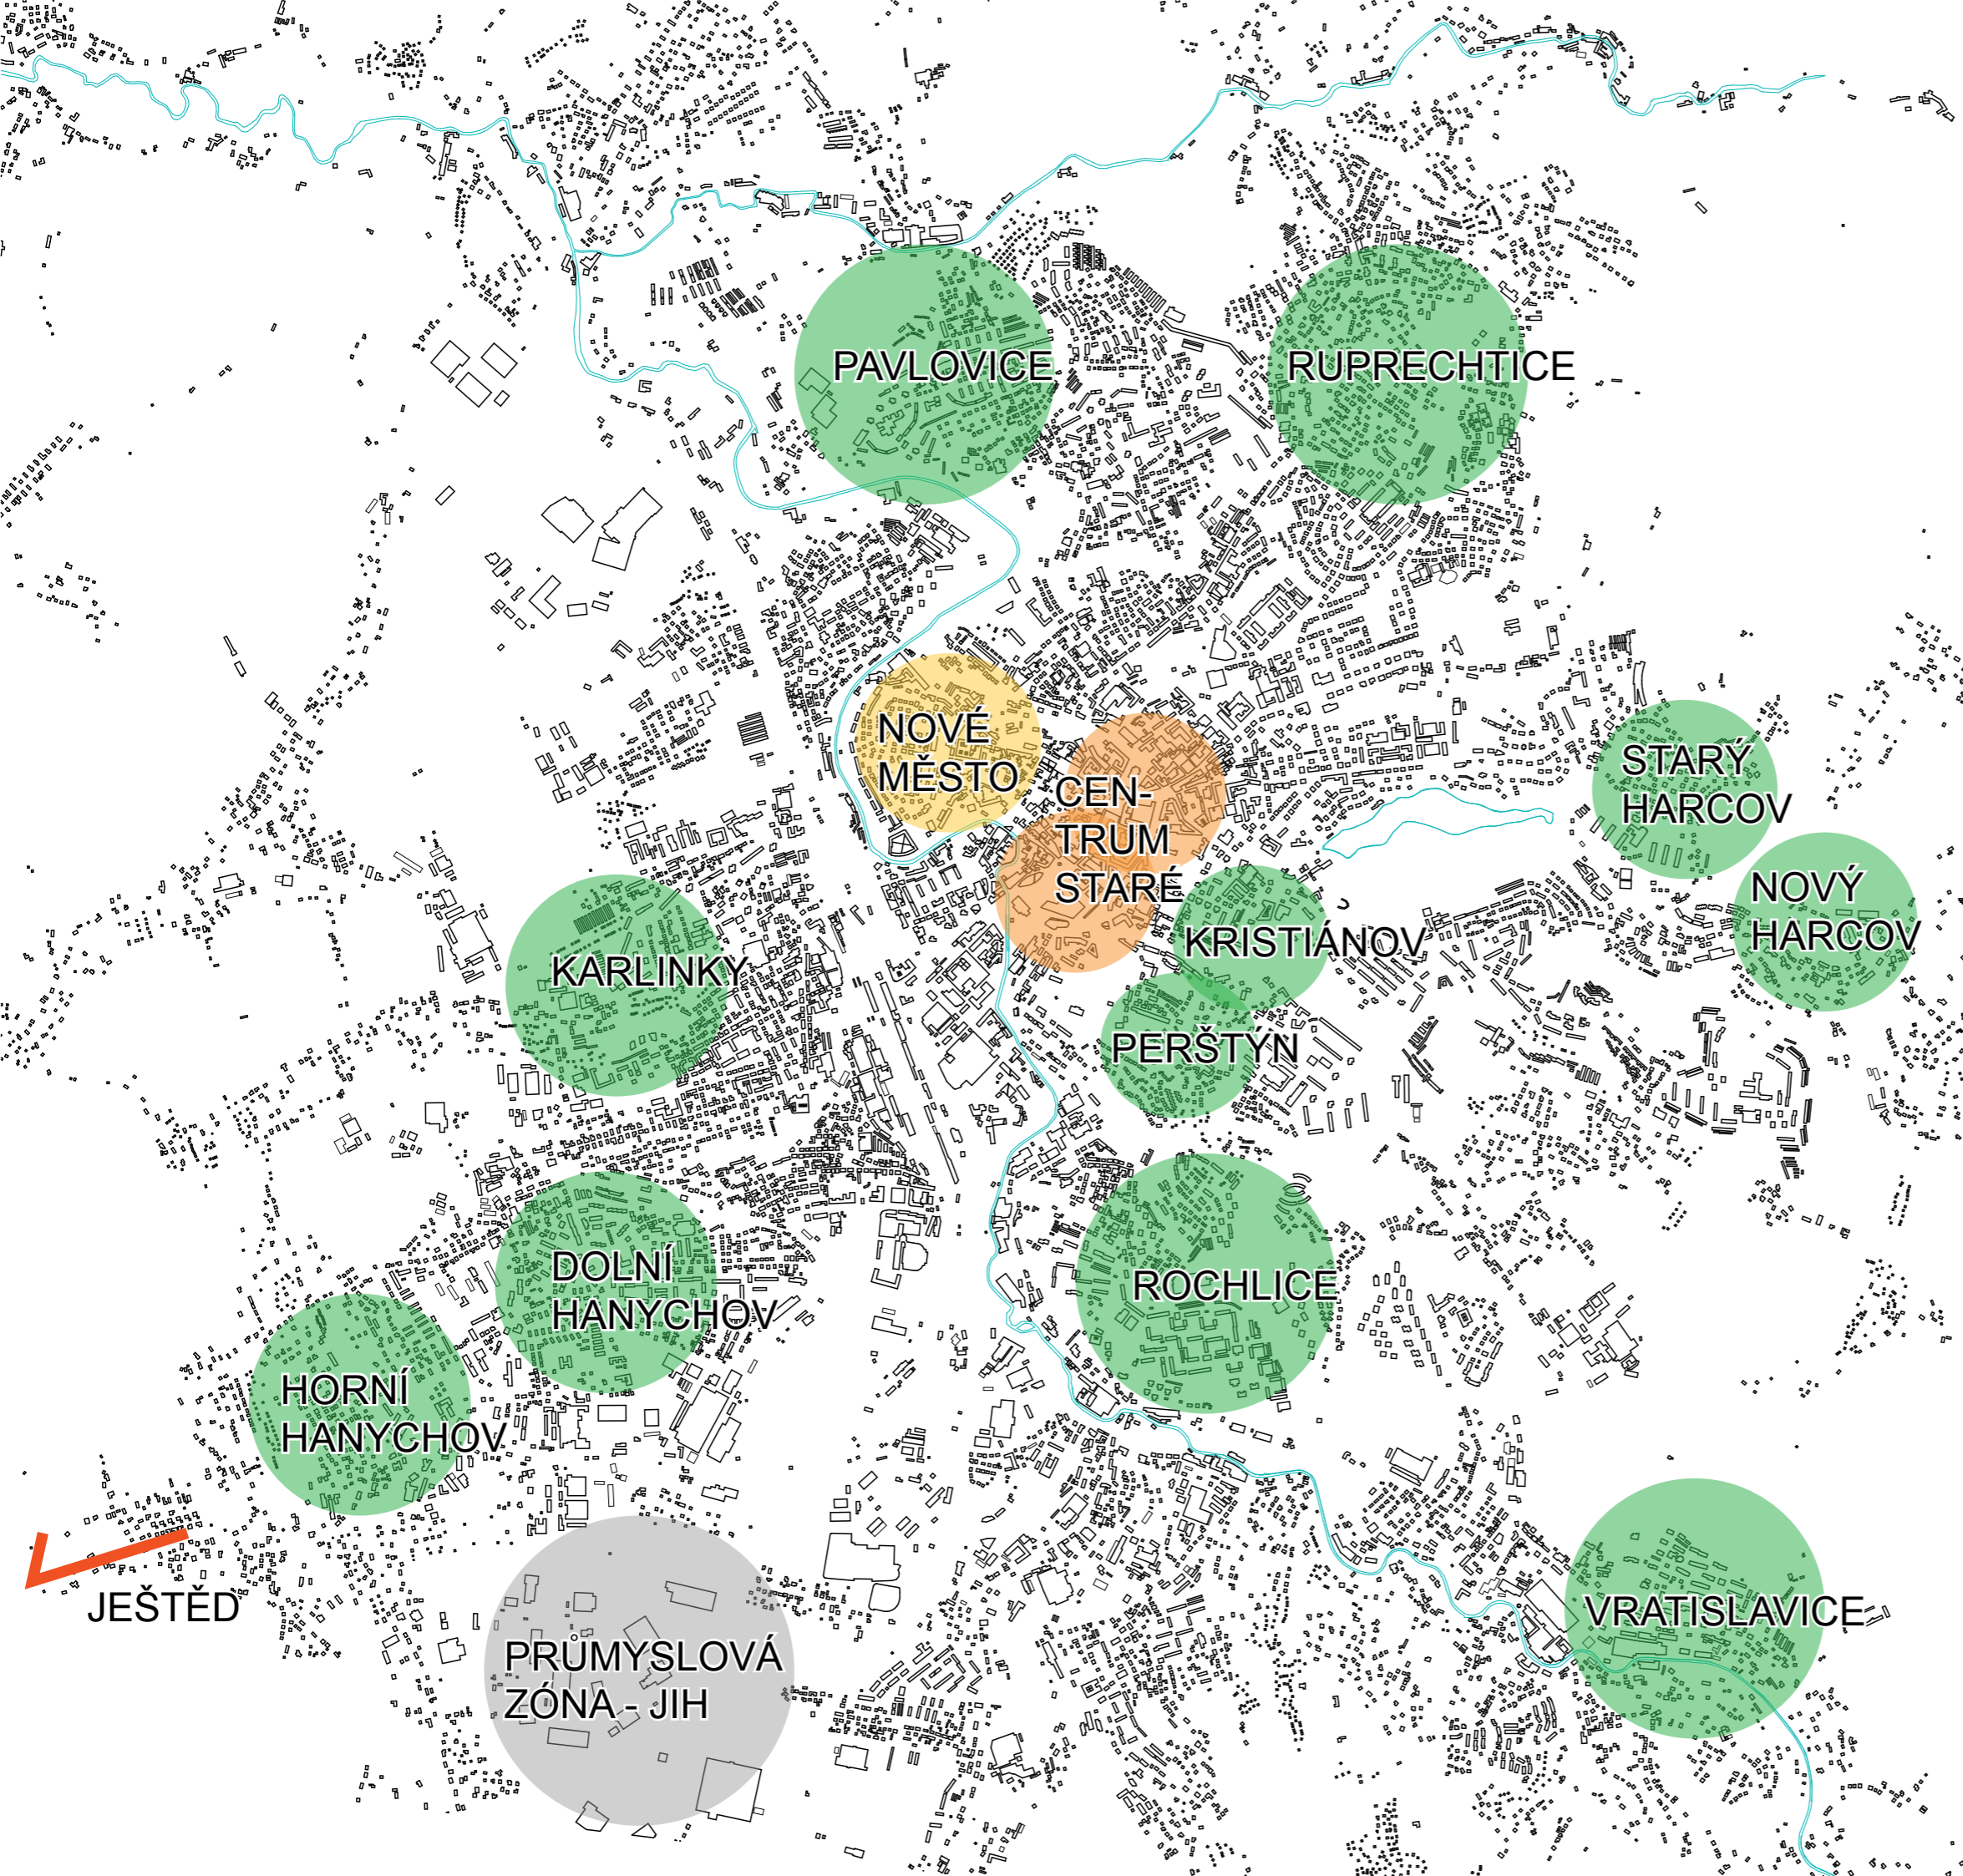 PAVLOVICE
RUPRECHTICE
NOVÉ
MĚSTO
CEN-
TRUM
STARÉ
STARÝ
HARCOV
NOVÝ
HARCOV
KRISTIÁNOV
KARLINKY
PERŠTÝN
DOLNÍ
HANYCHOV
ROCHLICE
HORNÍ
HANYCHOV
JEŠTĚD
VRATISLAVICE
PRŮMYSLOVÁ
ZÓNA - JIH